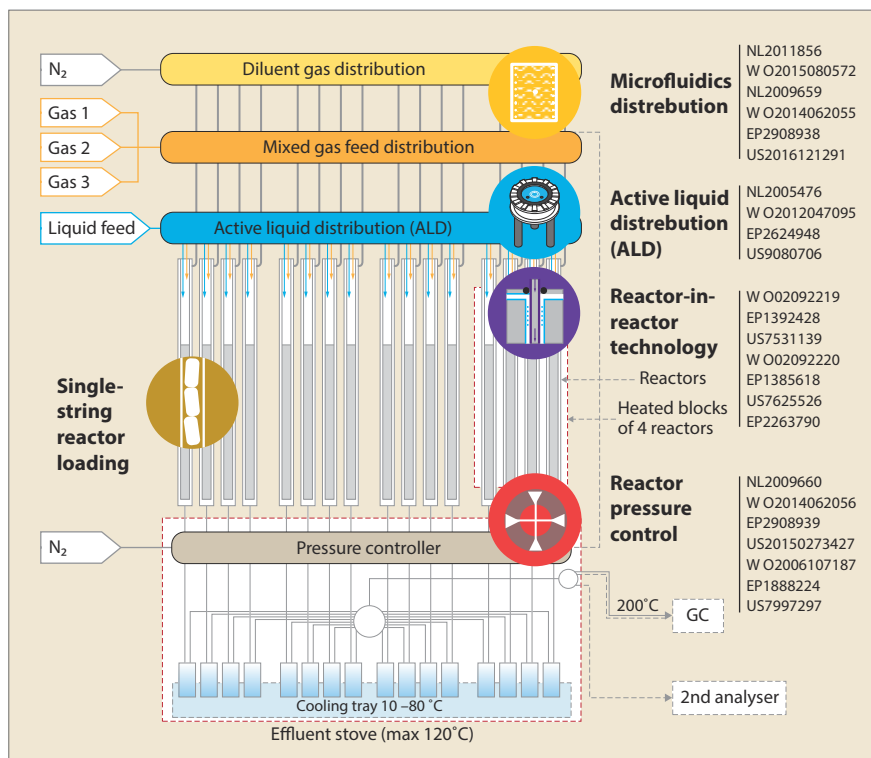 N₂
Diluent gas distribution
Gas 1
Gas 2
Gas 3
Mixed gas feed distribution
Liquid feed
Active liquid distribution (ALD)
Microfluidics
distrebution
NL2011856
W O2015080572
NL2009659
W O2014062055
EP2908938
US2016121291
Active liquid
distrebution
(ALD)
NL2005476
W O2012047095
EP2624948
US9080706
Reactor-in-
reactor
technology
W O02092219
EP1392428
US7531139
W O02092220
EP1385618
US7625526
EP2263790
Reactors
Heated blocks
of 4 reactors
Single-
string
reactor
loading
Reactor
pressure
control
NL2009660
W O2014062056
EP2908939
US20150273427
W O2006107187
EP1888224
US7997297
N₂
Pressure controller
200˚C
GC
2nd analyser
Cooling tray 10 –80 ˚C
Effluent stove (max 120˚C)